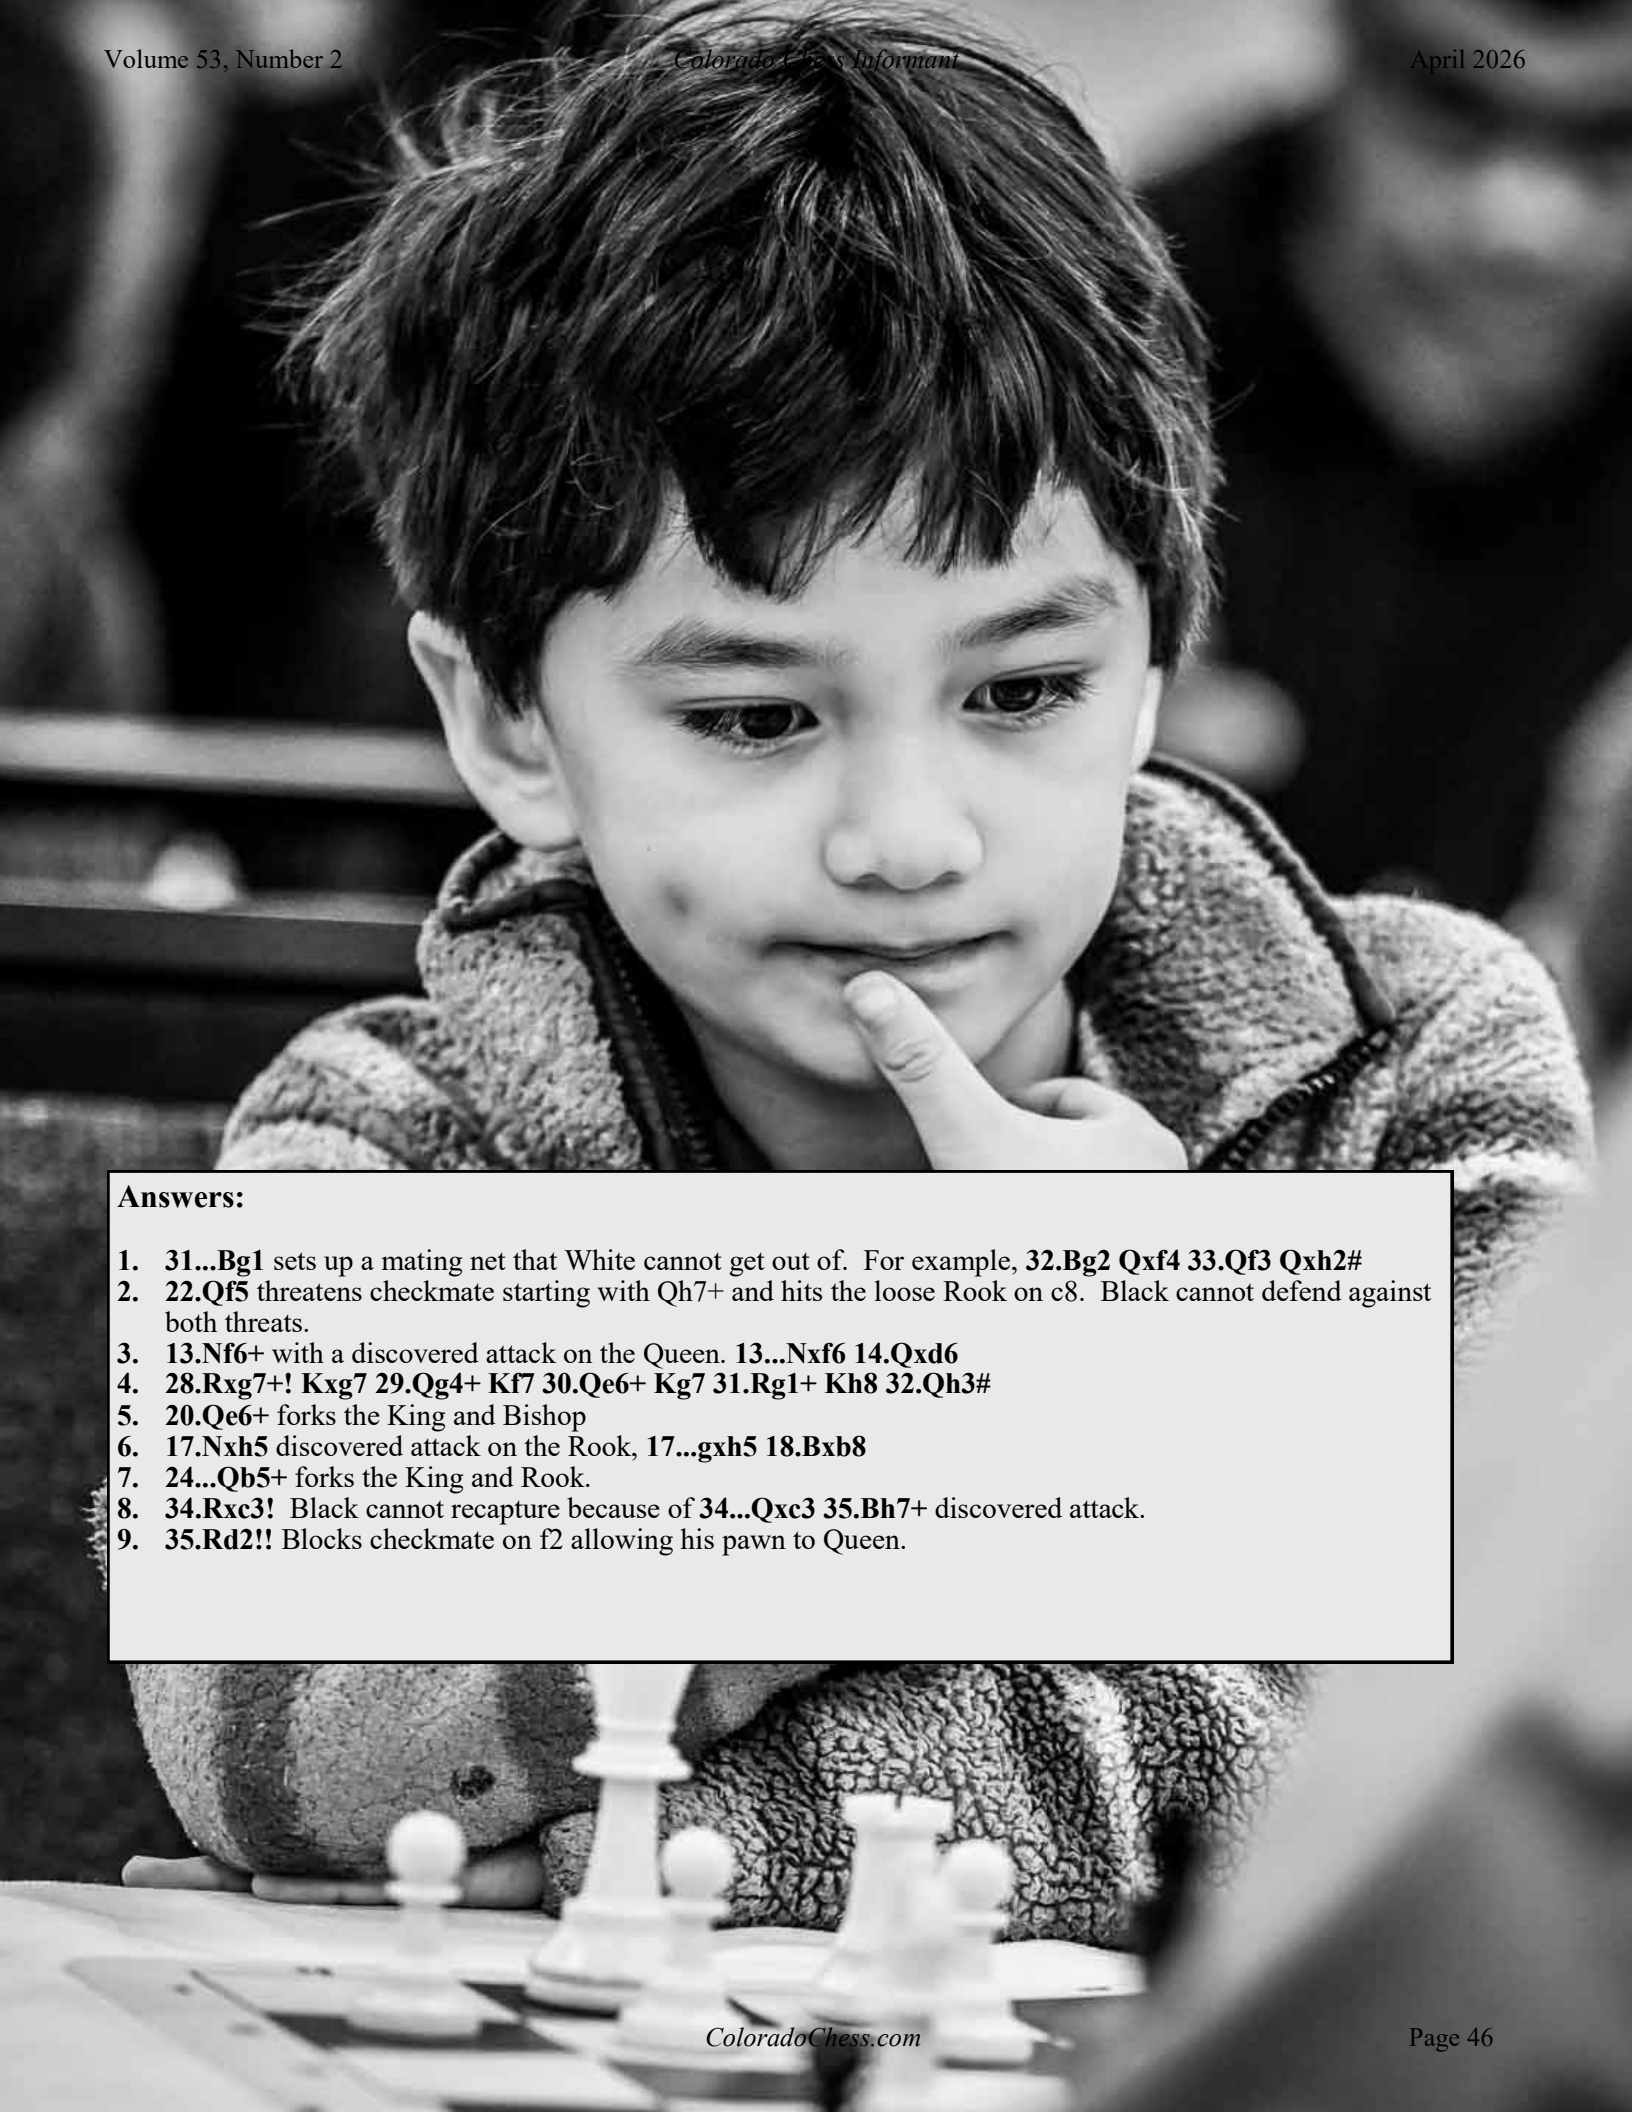 Volume 53, Number 2 Colorado Chess Informant April 2026
Answers:
1. 31...Bg1 sets up a mating net that White cannot get out of. For example, 32.Bg2 Qxf4 33.Qf3 Qxh2#
2. 22.Qf5 threatens checkmate starting with Qh7+ and hits the loose Rook on c8. Black cannot defend against
both threats.
3. 13.Nf6+ with a discovered attack on the Queen. 13...Nxf6 14.Qxd6
4. 28.Rxg7+! Kxg7 29.Qg4+ Kf7 30.Qe6+ Kg7 31.Rg1+ Kh8 32.Qh3#
5. 20.Qe6+ forks the King and Bishop
6. 17.Nxh5 discovered attack on the Rook, 17...gxh5 18.Bxb8
7. 24...Qb5+ forks the King and Rook.
8. 34.Rxc3! Black cannot recapture because of 34...Qxc3 35.Bh7+ discovered attack.
9. 35.Rd2!! Blocks checkmate on f2 allowing his pawn to Queen.
ColoradoChess.com Page 46